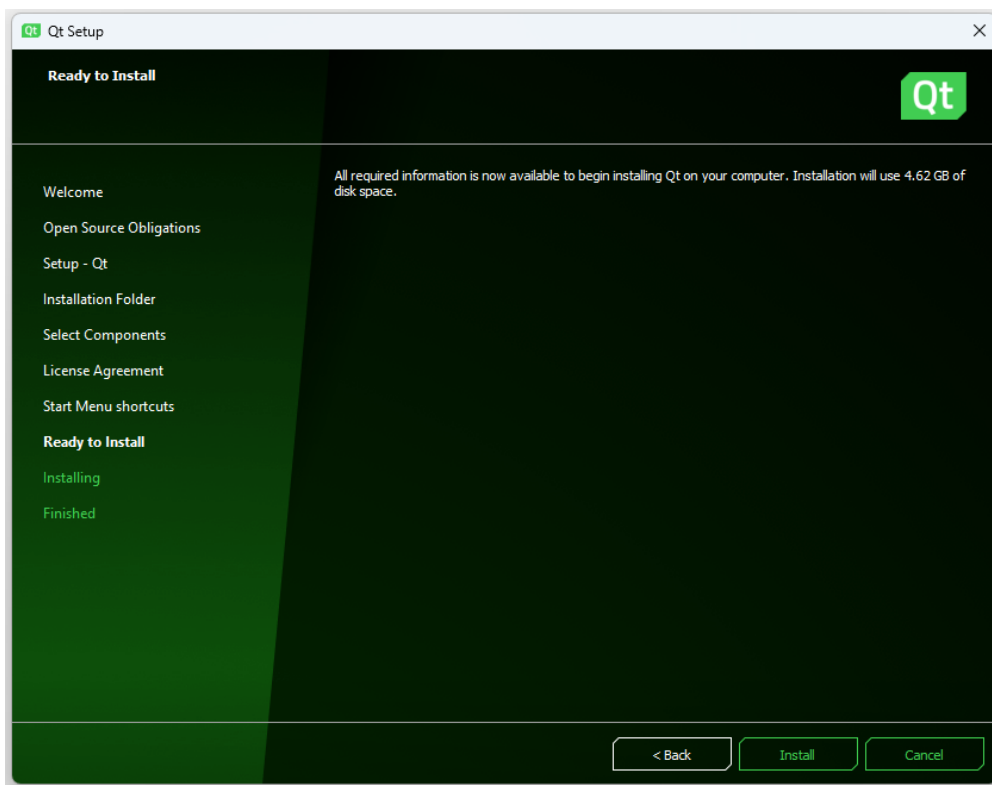 Qt Qt Setup
Ready to Install
Qt
Welcome
Open Source Obligations
Setup - Qt
Installation Folder
Select Components
License Agreement
Start Menu shortcuts
Ready to Install
Installing
Finished
All required information is now available to begin installing Qt on your computer. Installation will use 4.62 GB of
disk space.
< Back
Install
Cancel